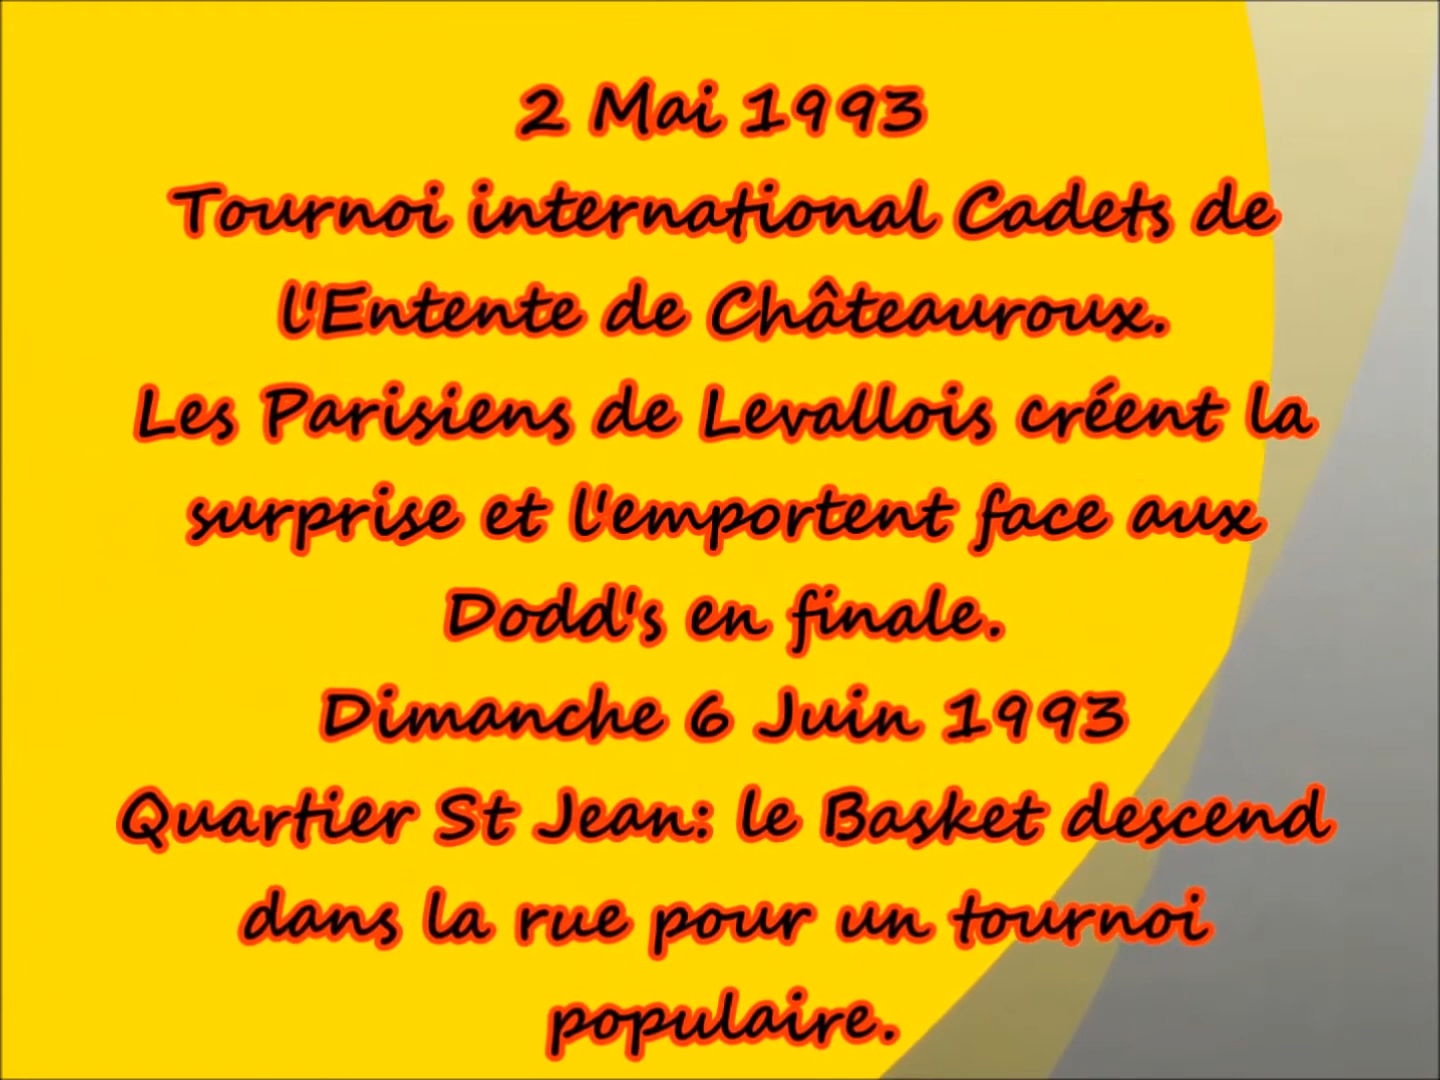 2 Mai 1993
Tournoi international Cadets de
l'Entente de Châteauroux.
Les Parisiens de Levallois créent la
surprise et l'emportent face aux
Dodd's en finale.
Dimanche 6 Juin 1993
Quartier St Jean: le Basket descend
dans la rue pour un tournoi
populaire.